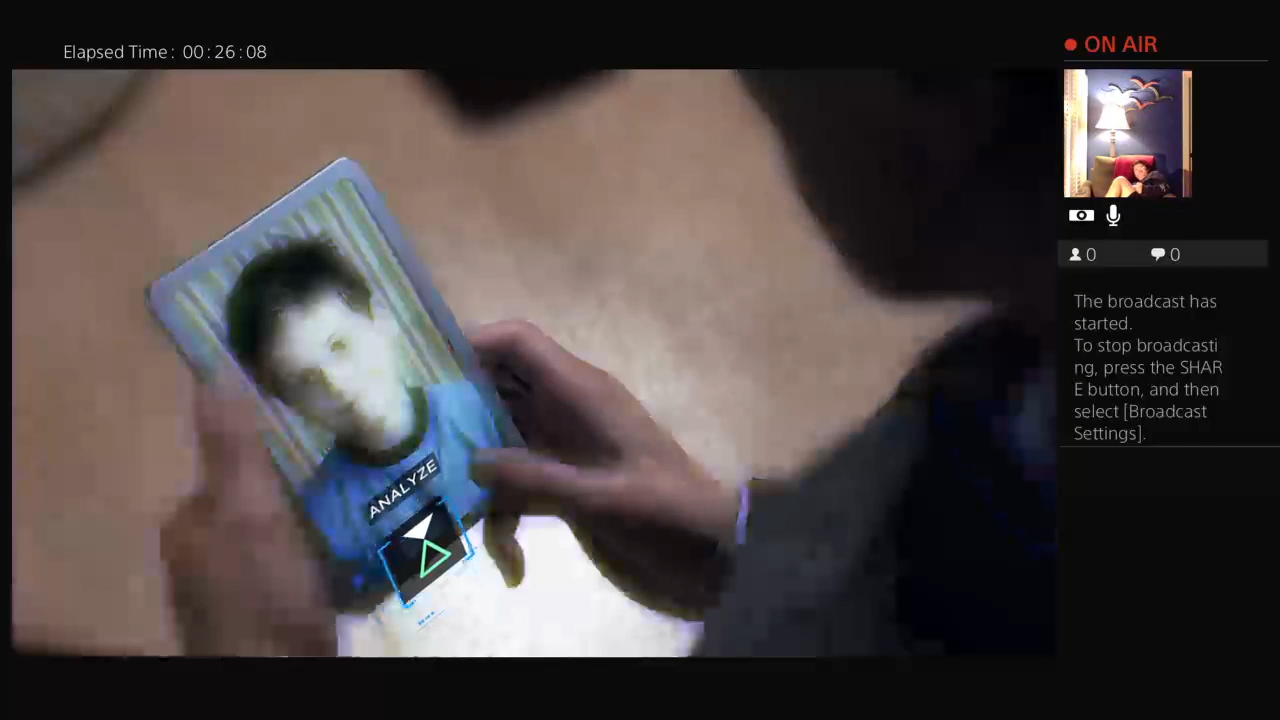 Elapsed Time: 00:26:08
ON AIR
0
0
The broadcast has
started.
To stop broadcasti
ng, press the SHAR
E button, and then
select [Broadcast
Settings].
ANALYZE